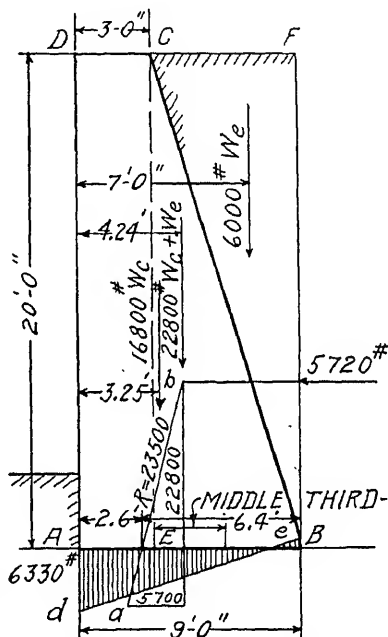 3'-0"
D C F
7'-0"
6000# We
4.24'
16800# Wc
22800# Wc+We
20'-0"
3.25'
b
5720#
R=23500
22800
MIDDLE THIRD-
2.6' 6.4'
A E e B
6330#
d a 5700
9'-0"